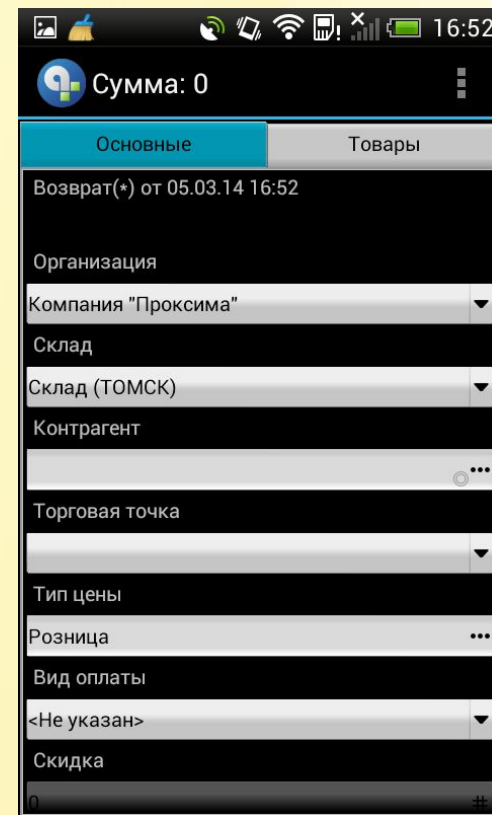 16:52
Сумма: 0
Основные
Товары
Возврат(*) от 05.03.14 16:52
Организация
Компания "Проксима"
Склад
Склад (ТОМСК)
Контрагент
Торговая точка
Тип цены
Розница
Вид оплаты
<Не указан>
Скидка
0 #